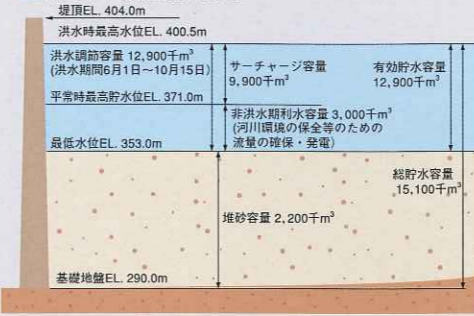 堤頂EL. 404.0m
洪水時最高水位EL. 400.5m
洪水調節容量 12,900千m³
(洪水期間6月1日～10月15日)
サーチャージ容量
9,900千m³
有効貯水容量
12,900千m³
平常時最高貯水位EL. 371.0m
非洪水期利水容量 3,000千m³
(河川環境の保全等のための
流量の確保・発電)
最低水位EL. 353.0m
総貯水容量
15,100千m³
堆砂容量 2,200千m³
基礎地盤EL. 290.0m